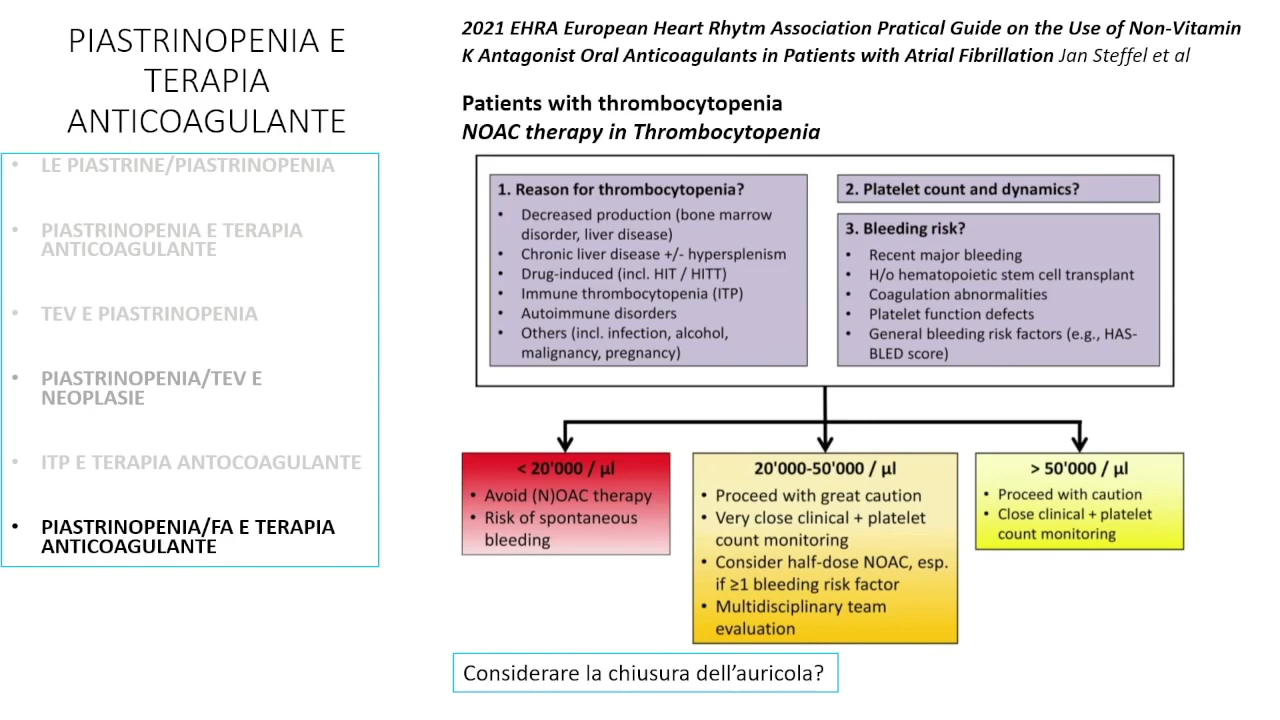 PIASTRINOPENIA E
TERAPIA
ANTICOAGULANTE
• LE PIASTRINE/PIASTRINOPENIA
• PIASTRINOPENIA E TERAPIA
ANTICOAGULANTE
• TEV E PIASTRINOPENIA
• PIASTRINOPENIA/TEV E
NEOPLASIE
• ITP E TERAPIA ANTOCOAGULANTE
• PIASTRINOPENIA/FA E TERAPIA
ANTICOAGULANTE
2021 EHRA European Heart Rhytm Association Pratical Guide on the Use of Non-Vitamin
K Antagonist Oral Anticoagulants in Patients with Atrial Fibrillation Jan Steffel et al
Patients with thrombocytopenia
NOAC therapy in Thrombocytopenia
1. Reason for thrombocytopenia?
• Decreased production (bone marrow
disorder, liver disease)
• Chronic liver disease +/- hypersplenism
• Drug-induced (incl. HIT / HITT)
• Immune thrombocytopenia (ITP)
• Autoimmune disorders
• Others (incl. infection, alcohol,
malignancy, pregnancy)
2. Platelet count and dynamics?
3. Bleeding risk?
• Recent major bleeding
• H/o hematopoietic stem cell transplant
• Coagulation abnormalities
• Platelet function defects
• General bleeding risk factors (e.g., HAS-
BLED score)
< 20'000 / µl
• Avoid (N)OAC therapy
• Risk of spontaneous
bleeding
20'000-50'000 / µl
• Proceed with great caution
• Very close clinical + platelet
count monitoring
• Consider half-dose NOAC, esp.
if ≥1 bleeding risk factor
• Multidisciplinary team
evaluation
> 50'000 / µl
• Proceed with caution
• Close clinical + platelet
count monitoring
Considerare la chiusura dell’auricola?